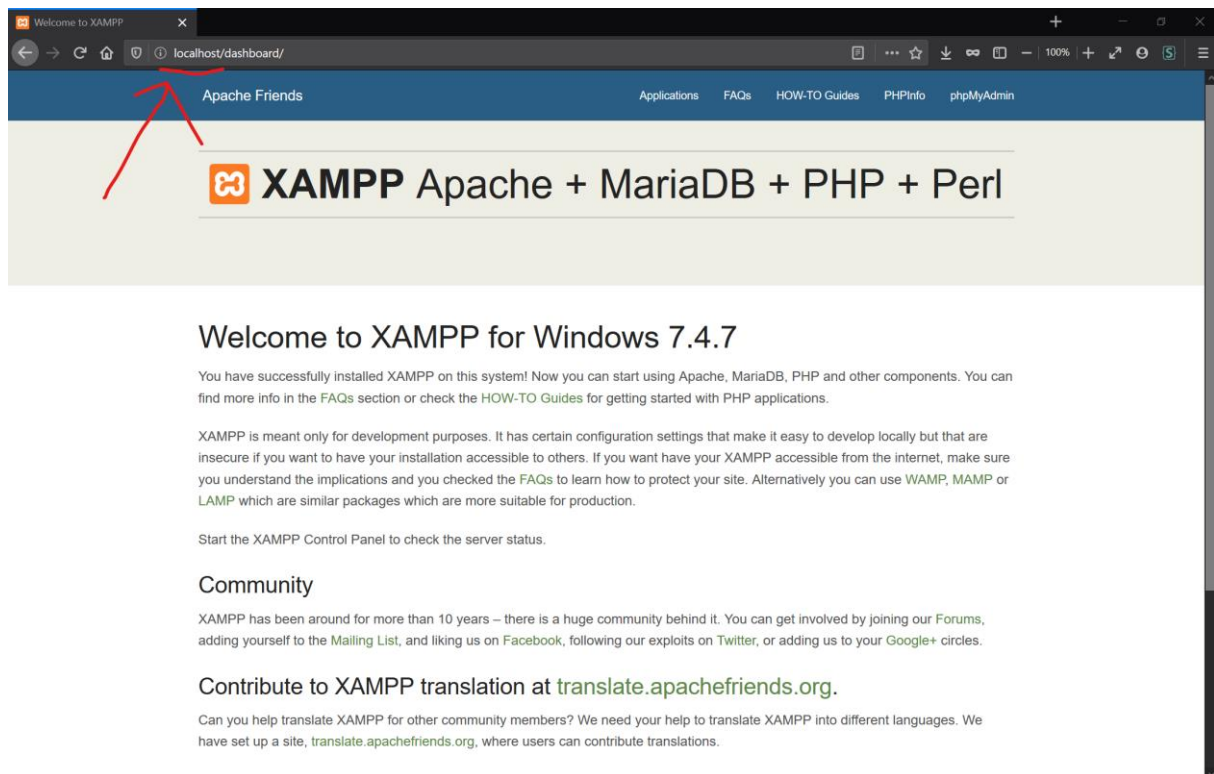 Welcome to XAMPP
localhost/dashboard/
100%
S
Apache Friends
Applications FAQs HOW-TO Guides PHPInfo phpMyAdmin
XAMPP Apache + MariaDB + PHP + Perl
Welcome to XAMPP for Windows 7.4.7
You have successfully installed XAMPP on this system! Now you can start using Apache, MariaDB, PHP and other components. You can
find more info in the FAQs section or check the HOW-TO Guides for getting started with PHP applications.
XAMPP is meant only for development purposes. It has certain configuration settings that make it easy to develop locally but that are
insecure if you want to have your installation accessible to others. If you want have your XAMPP accessible from the internet, make sure
you understand the implications and you checked the FAQs to learn how to protect your site. Alternatively you can use WAMP, MAMP or
LAMP which are similar packages which are more suitable for production.
Start the XAMPP Control Panel to check the server status.
Community
XAMPP has been around for more than 10 years – there is a huge community behind it. You can get involved by joining our Forums,
adding yourself to the Mailing List, and liking us on Facebook, following our exploits on Twitter, or adding us to your Google+ circles.
Contribute to XAMPP translation at translate.apachefriends.org.
Can you help translate XAMPP for other community members? We need your help to translate XAMPP into different languages. We
have set up a site, translate.apachefriends.org, where users can contribute translations.